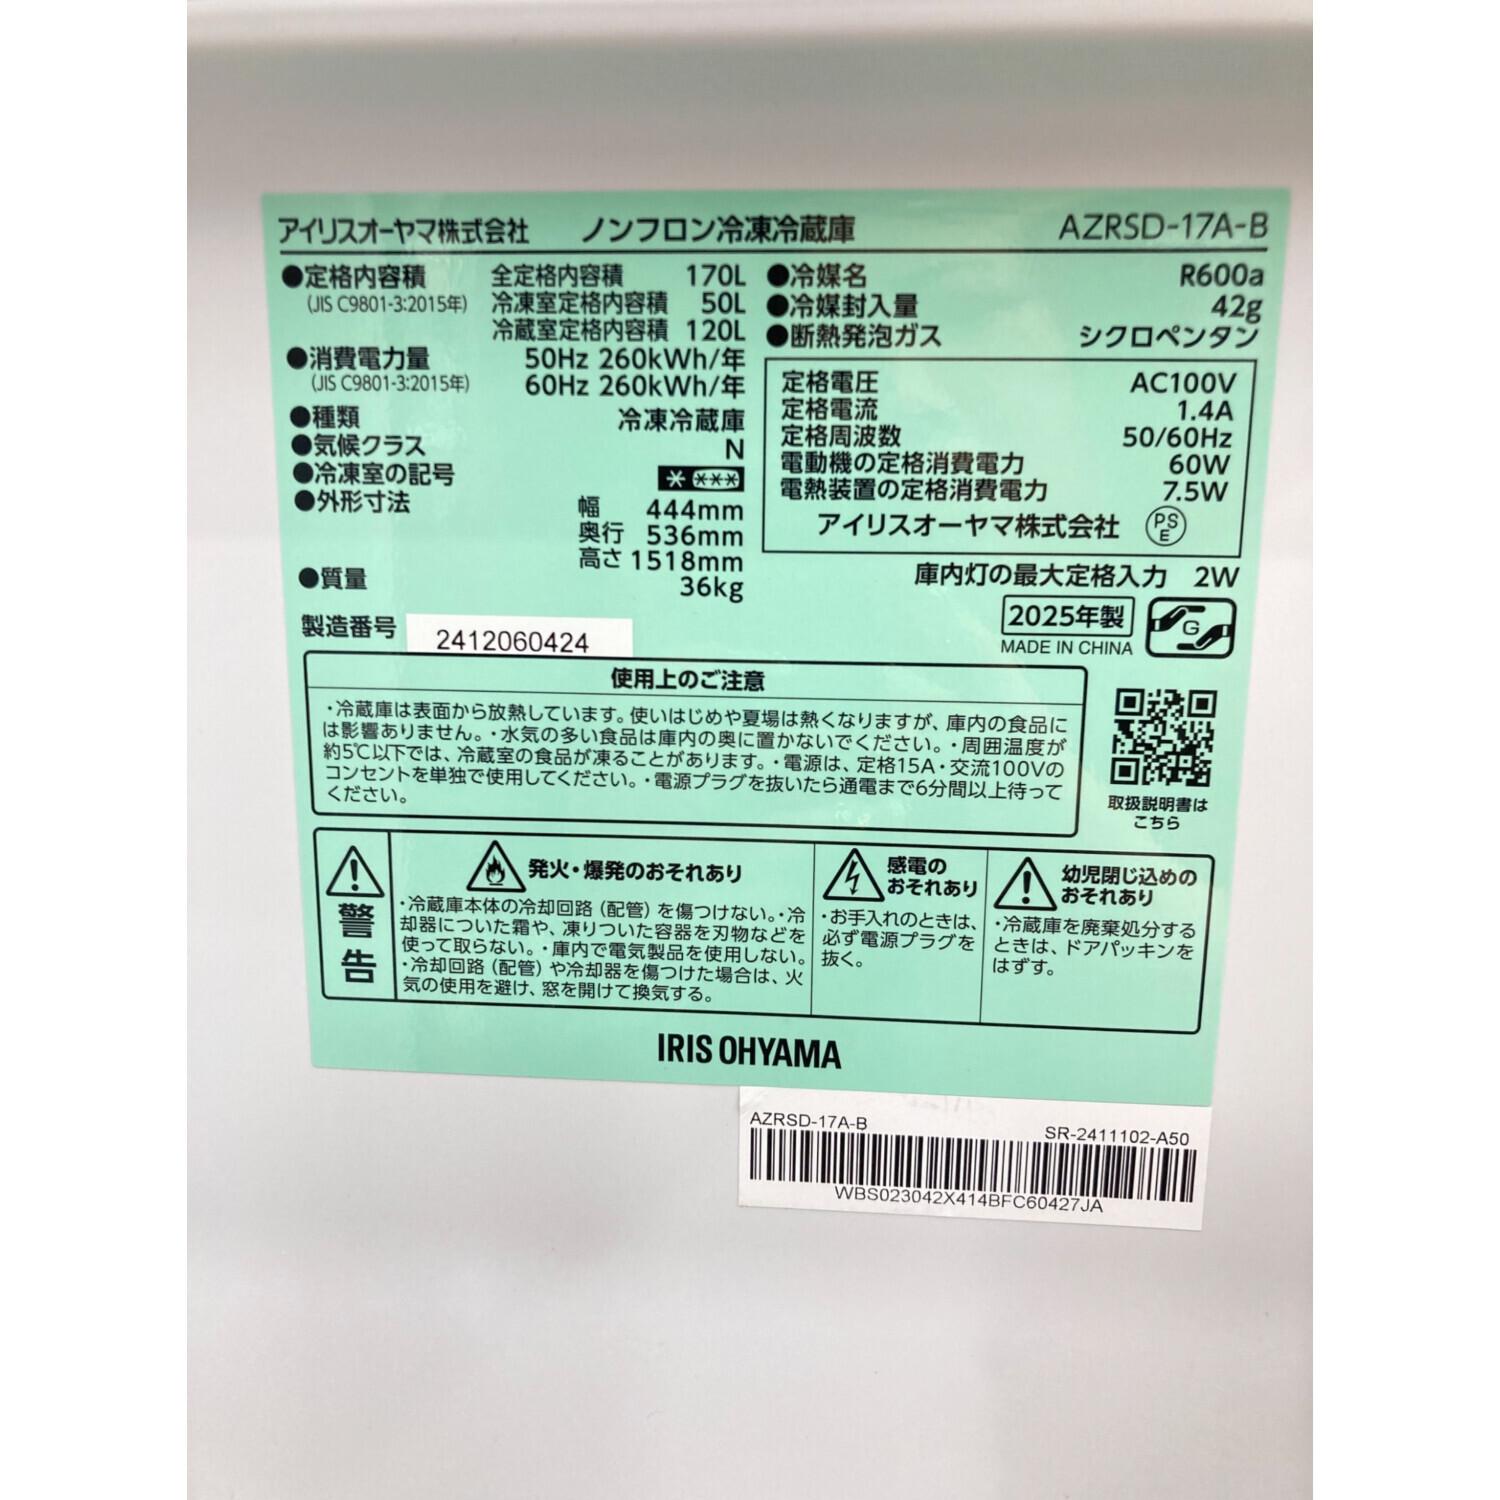 アイリスオーヤマ株式会社 ノンフロン冷凍冷蔵庫 AZRSD-17A-B
●定格内容積 全定格内容積 170L
(JIS C9801-3:2015年) 冷凍室定格内容積 50L
冷蔵室定格内容積 120L
●消費電力量 50Hz 260kWh/年
(JIS C9801-3:2015年) 60Hz 260kWh/年
●種類 冷凍冷蔵庫
●気候クラス N
●冷凍室の記号 * ***
●外形寸法 幅 444mm
奥行 536mm
高さ 1518mm
●質量 36kg
製造番号 2412060424
●冷媒名 R600a
●冷媒封入量 42g
●断熱発泡ガス シクロペンタン
定格電圧 AC100V
定格電流 1.4A
定格周波数 50/60Hz
電動機の定格消費電力 60W
電熱装置の定格消費電力 7.5W
アイリスオーヤマ株式会社 PSE
庫内灯の最大定格入力 2W
2025年製
MADE IN CHINA
G
使用上のご注意
・冷蔵庫は表面から放熱しています。使いはじめや夏場は熱くなりますが、庫内の食品に
は影響ありません。・水気の多い食品は庫内の奥に置かないでください。・周囲温度が
約5℃以下では、冷蔵室の食品が凍ることがあります。・電源は、定格15A・交流100Vの
コンセントを単独で使用してください。・電源プラグを抜いたら通電まで6分間以上待って
ください。
取扱説明書は
こちら
警告
発火・爆発のおそれあり
・冷蔵庫本体の冷却回路(配管)を傷つけない。・冷
却器についた霜や、凍りついた容器を刃物などを
使って取らない。・庫内で電気製品を使用しない。
・冷却回路(配管)や冷却器を傷つけた場合は、火
気の使用を避け、窓を開けて換気する。
感電の
おそれあり
・お手入れのときは、
必ず電源プラグを
抜く。
幼児閉じ込めの
おそれあり
・冷蔵庫を廃棄処分する
ときは、ドアパッキンを
はずす。
IRIS OHYAMA
AZRSD-17A-B SR-2411102-A50
WBS023042X414BFC60427JA